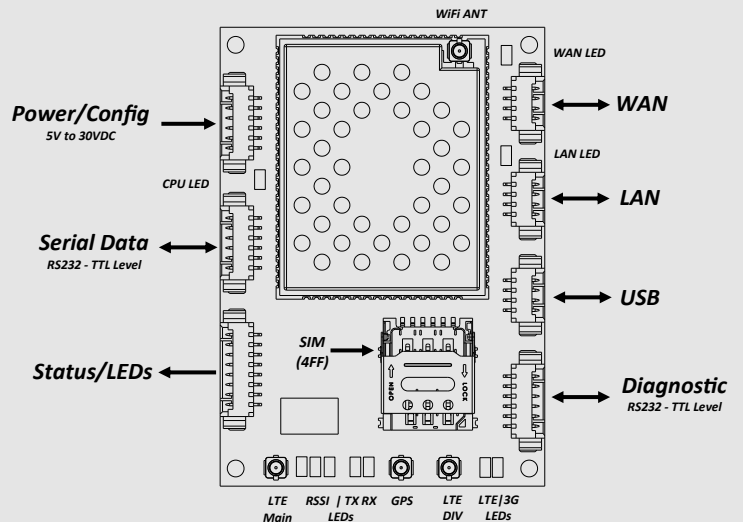 WiFi ANT
WAN LED
Power/Config
5V to 30VDC
WAN
LAN LED
CPU LED
LAN
Serial Data
RS232 - TTL Level
USB
SIM
(4FF)
Status/LEDs
OPEN
LOCK
Diagnostic
RS232 - TTL Level
LTE
Main
RSSI | TX RX
LEDs
GPS
LTE
DIV
LTE|3G
LEDs